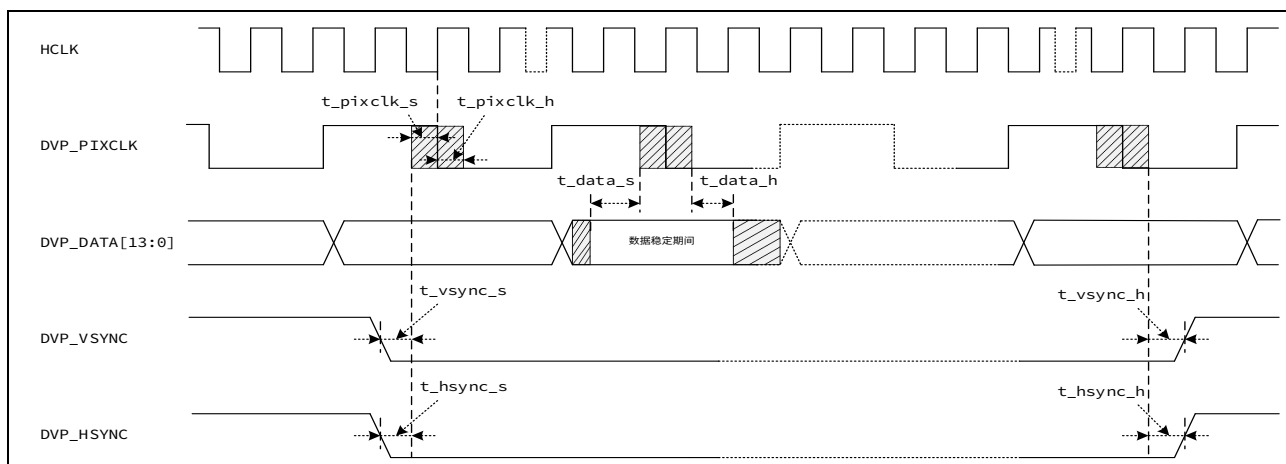 HCLK
t_pixclk_s
t_pixclk_h
DVP_PIXCLK
t_data_s
t_data_h
DVP_DATA[13:0]
数据稳定期间
t_vsync_s
t_vsync_h
DVP_VSYNC
t_hsync_s
t_hsync_h
DVP_HSYNC